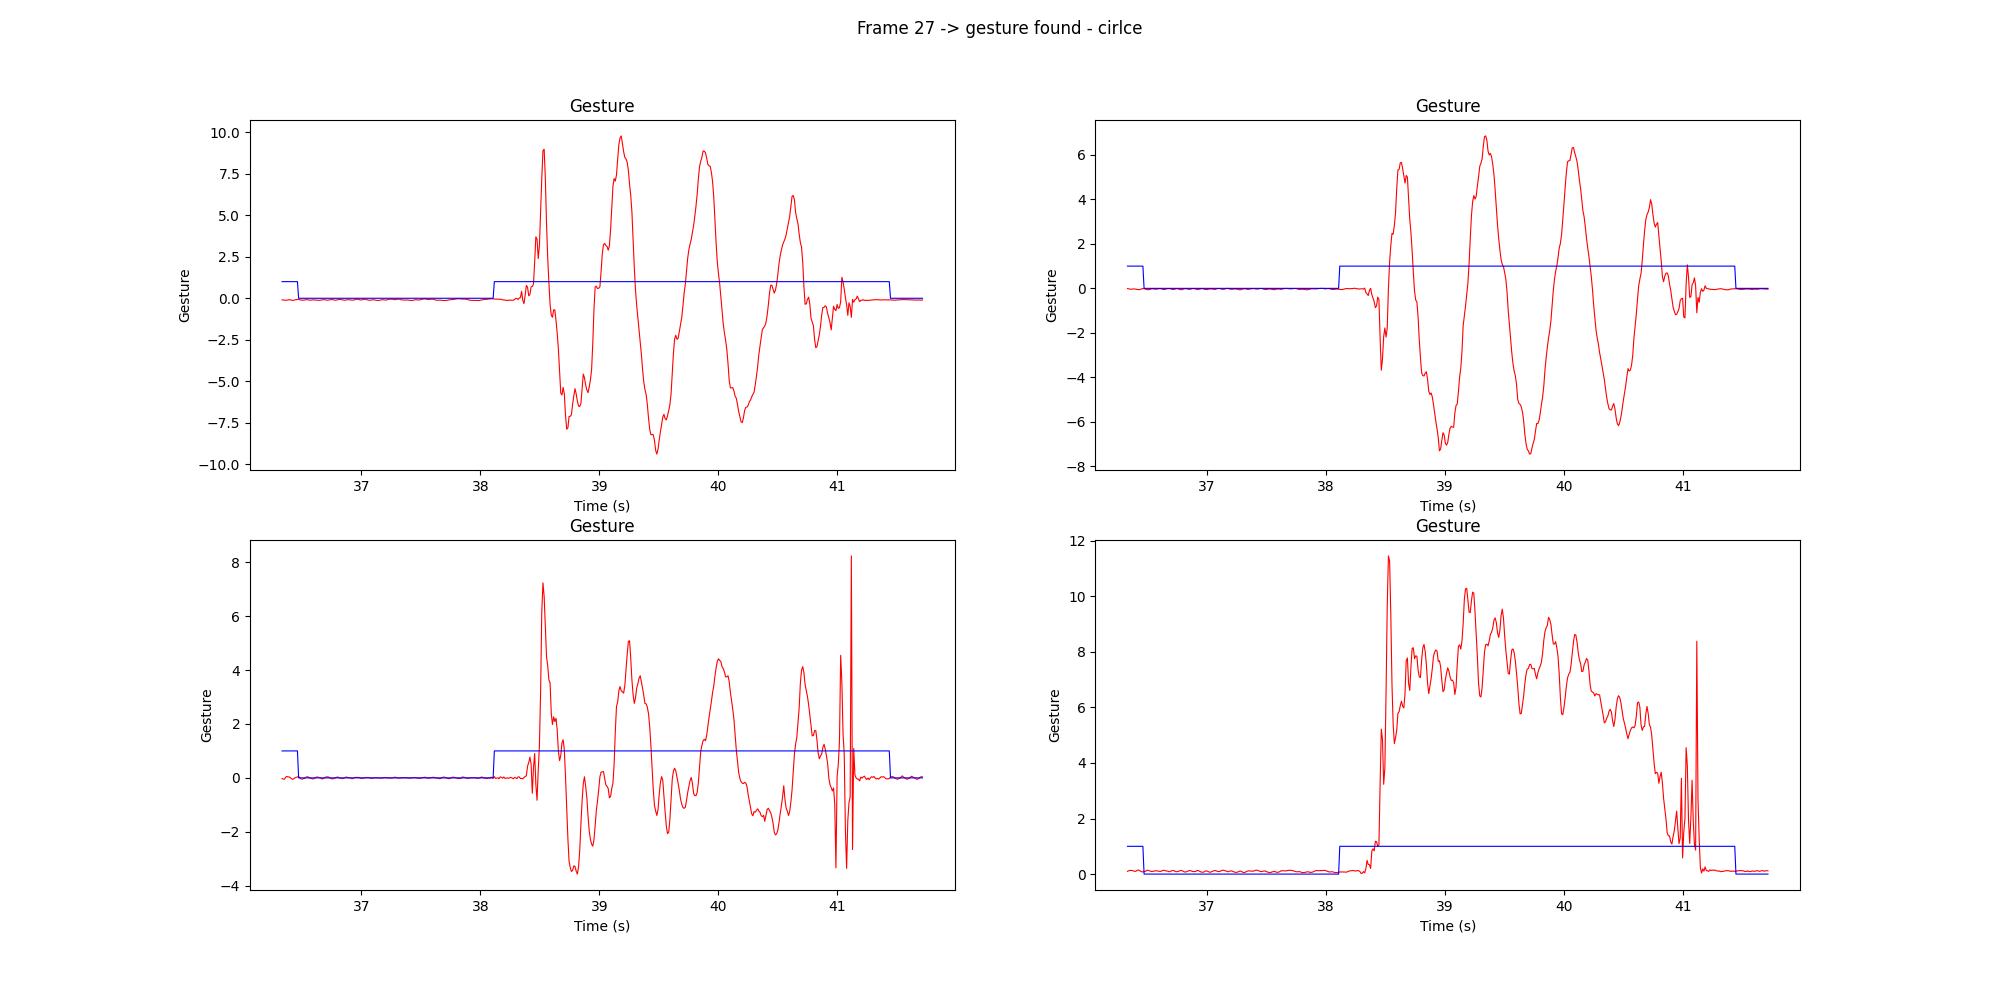 Frame 27 -> gesture found - cirlce
Gesture
10.0
7.5
5.0
2.5
0.0
−2.5
−5.0
−7.5
−10.0
Gesture
37 38 39 40 41
Time (s)
Gesture
6
4
2
0
−2
−4
−6
−8
Gesture
37 38 39 40 41
Time (s)
Gesture
8
6
4
2
0
−2
−4
Gesture
37 38 39 40 41
Time (s)
Gesture
12
10
8
6
4
2
0
Gesture
37 38 39 40 41
Time (s)